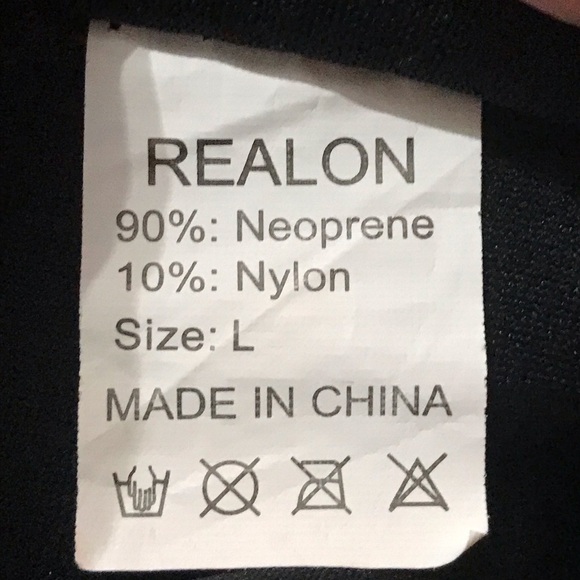 REALON
90%: Neoprene
10%: Nylon
Size: L
MADE IN CHINA